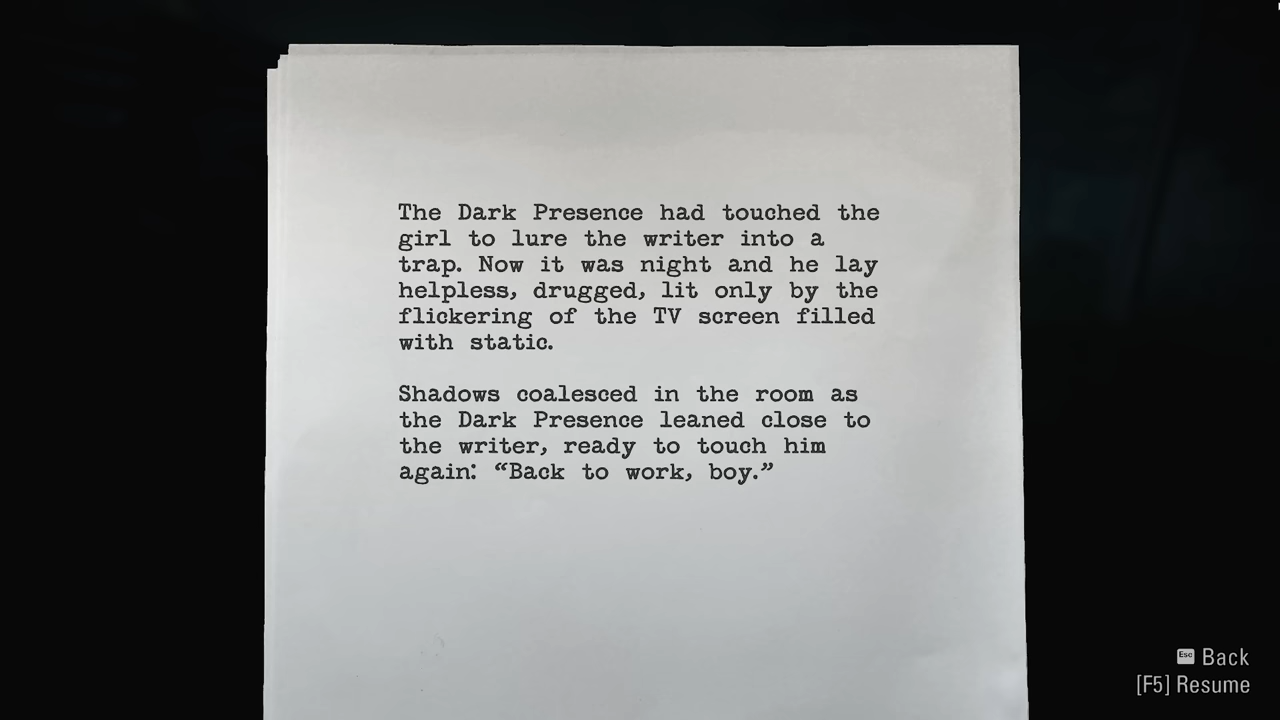 The Dark Presence had touched the
girl to lure the writer into a
trap. Now it was night and he lay
helpless, drugged, lit only by the
flickering of the TV screen filled
with static.
Shadows coalesced in the room as
the Dark Presence leaned close to
the writer, ready to touch him
again: “Back to work, boy.”
Esc Back
[F5] Resume